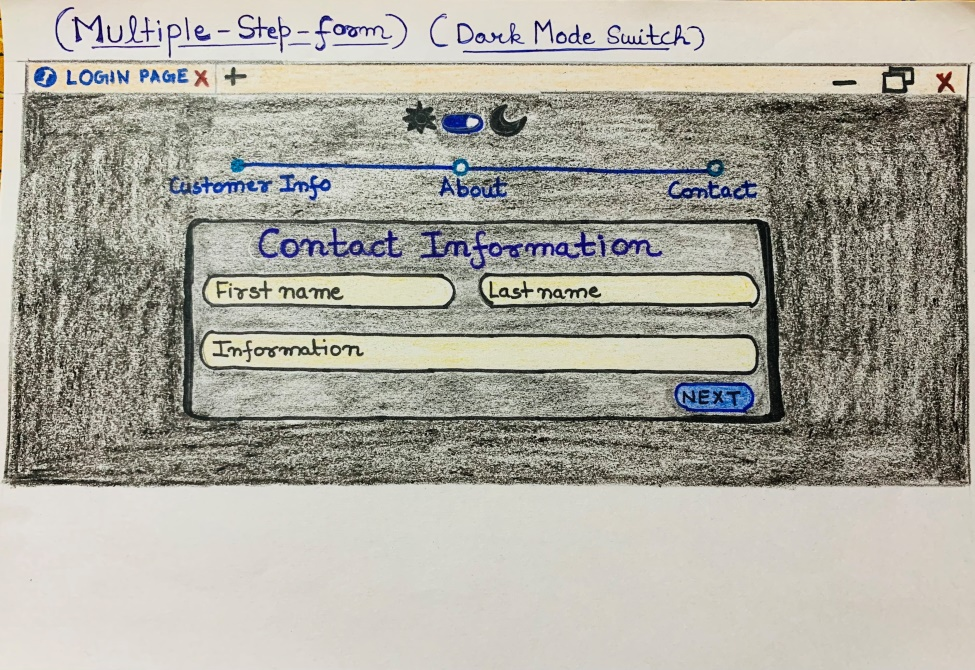 (Multiple-Step-form) (Dark Mode Switch)
LOGIN PAGE X +
Customer Info About Contact
Contact Information
First name Last name
Information
NEXT